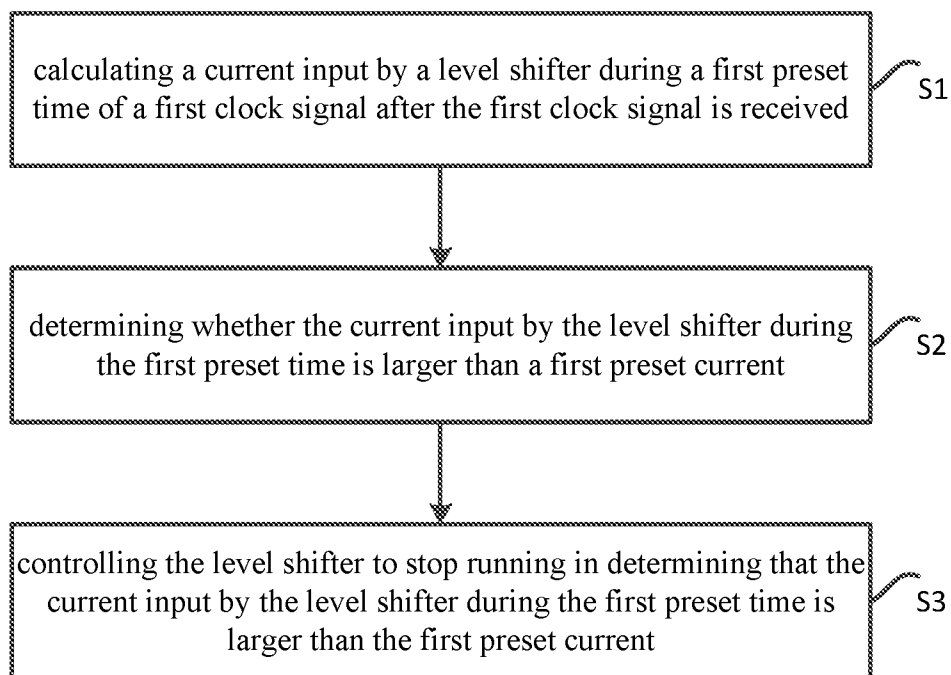 calculating a current input by a level shifter during a first preset
time of a first clock signal after the first clock signal is received
S1
determining whether the current input by the level shifter during
the first preset time is larger than a first preset current
S2
controlling the level shifter to stop running in determining that the
current input by the level shifter during the first preset time is
larger than the first preset current
S3